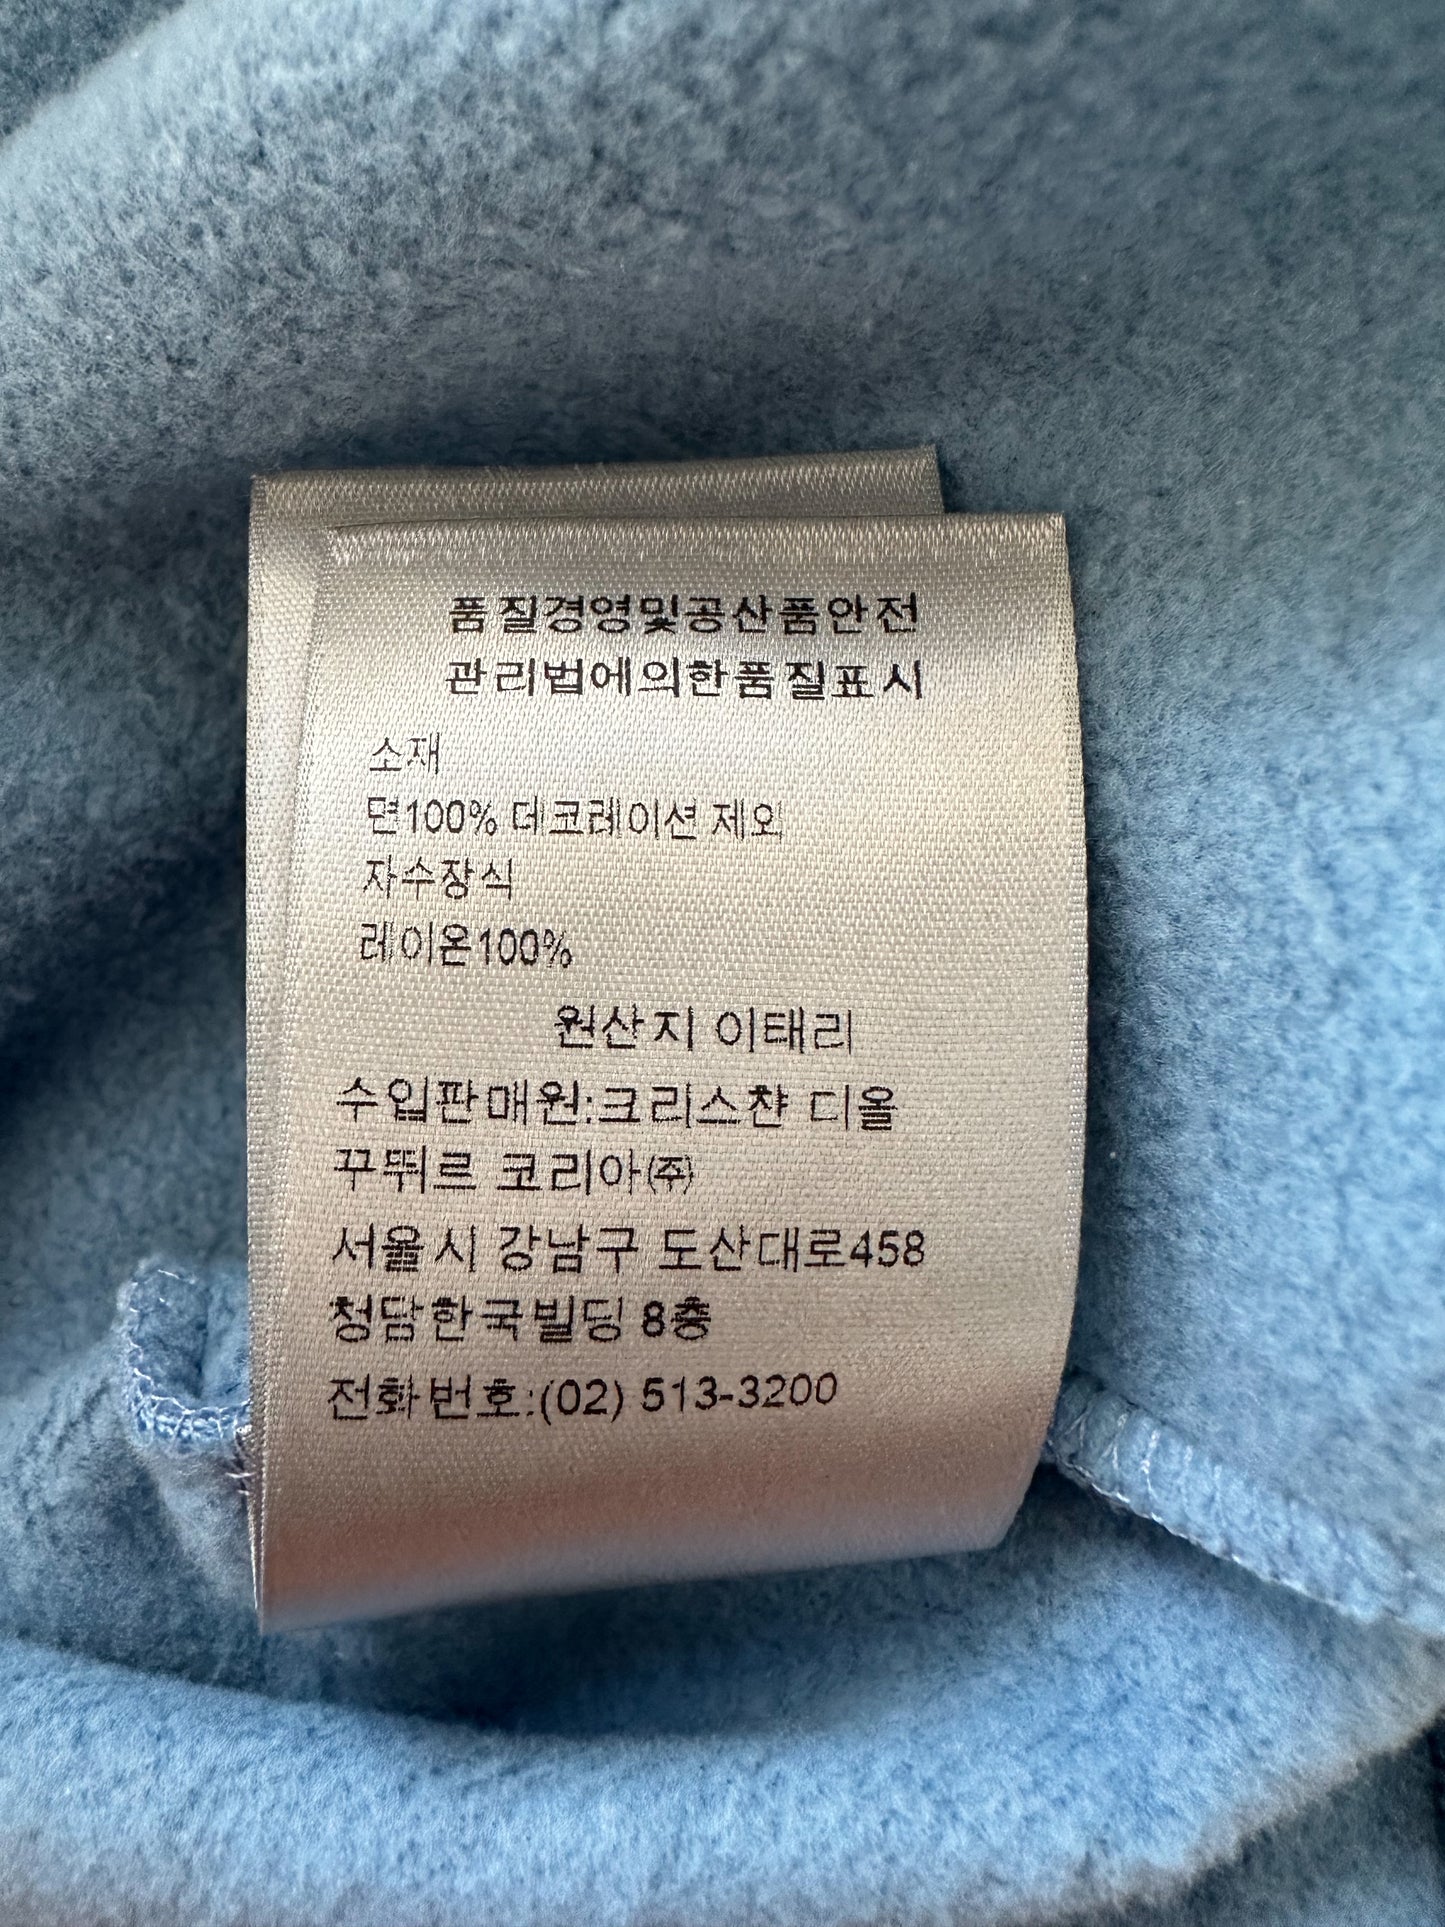 품질경영및공산품안전
관리법에의한품질표시
소재
면100% 데코레이션 제외
자수장식
레이온100%
원산지 이태리
수입판매원:크리스챤 디올
꾸뛰르 코리아㈜
서울시 강남구 도산대로458
청담한국빌딩 8층
전화번호:(02) 513-3200